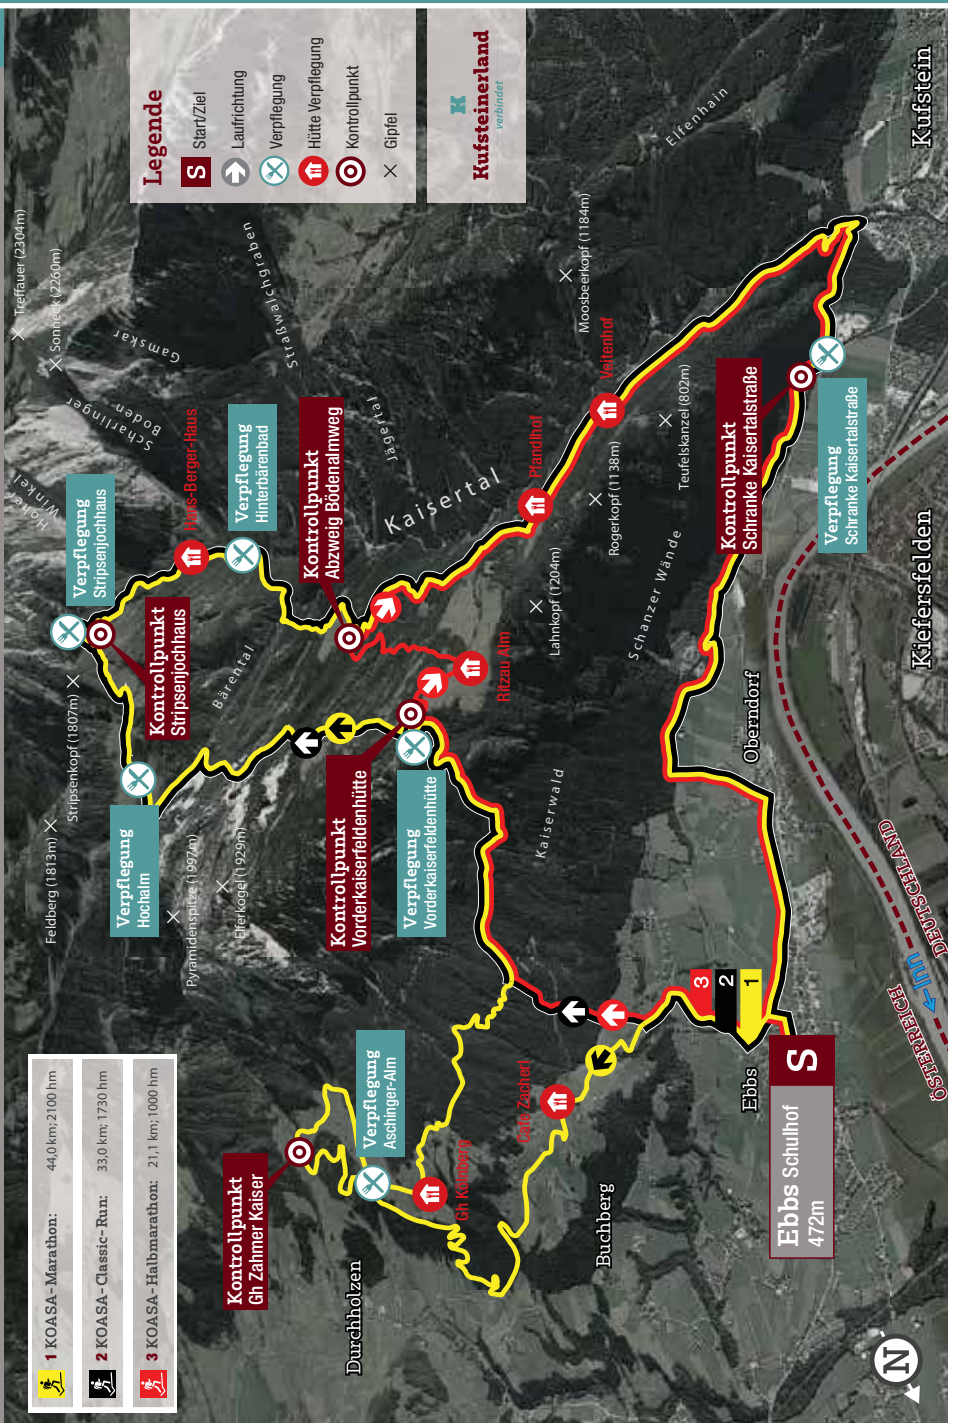 1 KOASA-Marathon: 44,0 km; 2100 hm
2 KOASA-Classic-Run: 33,0 km; 1730 hm
3 KOASA-Halbmarathon: 21,1 km; 1000 hm
Legende
S Start/Ziel
Laufrichtung
Verpflegung
Hütte Verpflegung
Kontrollpunkt
Gipfel
K
Kufsteinerland
verbindet
Treffauer (2304m)
Sonneck (2260m)
Gamskar
Scharlinger
Boden
Hoher
Winkel
Straßwalchgraben
Jägertal
Elfenhain
Kufstein
Moosbeerkopf (1184m)
Verpflegung
Stripsenjochhaus
Hans-Berger-Haus
Verpflegung
Hinterbärenbad
Kontrollpunkt
Abzweig Bödenalmweg
Kaisertal
Pfandlhof
Veitenhof
Teufelskanzel (802m)
Rogerkopf (1138m)
Lahnkopf (1204m)
Schanzer Wände
Kontrollpunkt
Schranke Kaisertalstraße
Verpflegung
Schranke Kaisertalstraße
Kiefersfelden
Kontrollpunkt
Stripsenjochhaus
Bärental
Stripsenkopf (1807m)
Feldberg (1813m)
Verpflegung
Hochalm
Pyramidenspitze (1997m)
Elferkogel (1929m)
Kontrollpunkt
Vorderkaiserfeldenhütte
Verpflegung
Vorderkaiserfeldenhütte
Ritzau Alm
Kaiserwald
Oberndorf
DEUTSCHLAND
Inn
ÖSTERREICH
3
2
1
Ebbs
S
Ebbs Schulhof
472m
Cafe Zacherl
Verpflegung
Aschinger-Alm
Gh Kölnberg
Kontrollpunkt
Gh Zahmer Kaiser
Buchberg
Durchholzen
N